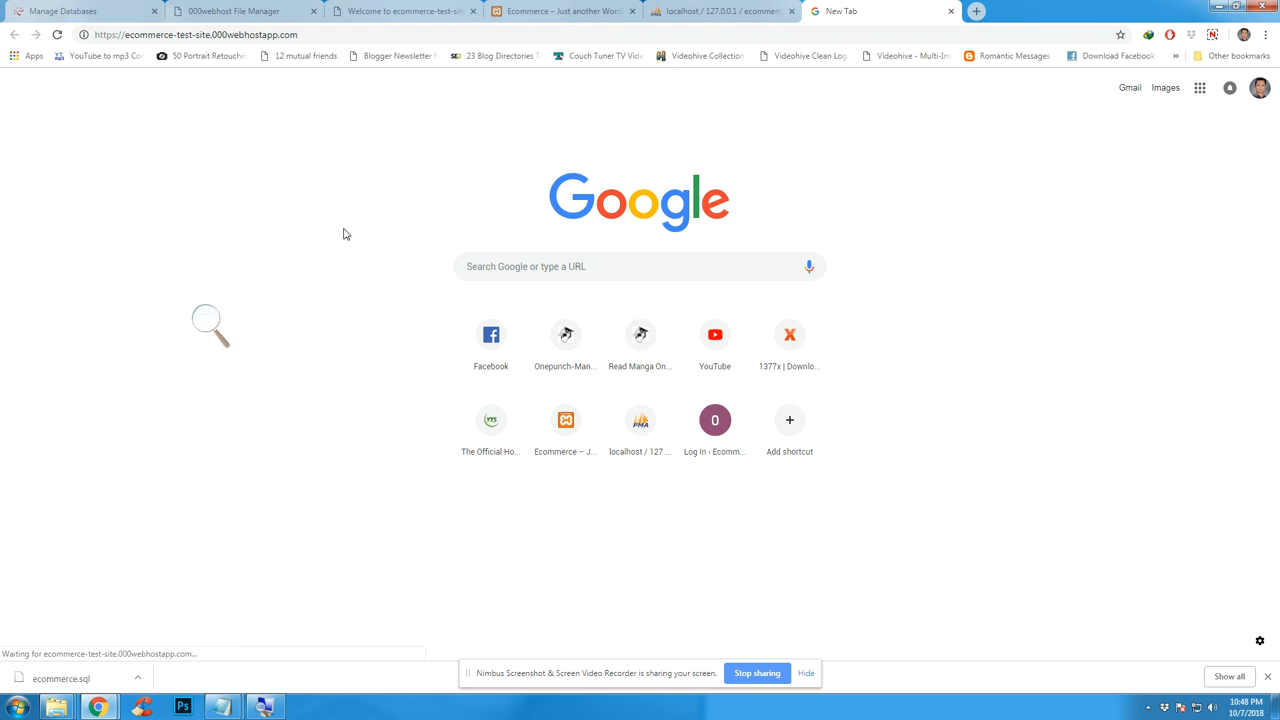 Manage Databases
000webhost File Manager
Welcome to ecommerce-test-sit
Ecommerce – Just another Wor
localhost / 127.0.0.1 / ecommerc
New Tab
https://ecommerce-test-site.000webhostapp.com
Apps
YouTube to mp3 Co
50 Portrait Retouchin
12 mutual friends
Blogger Newsletter F
23 Blog Directories T
Couch Tuner TV Vide
Videohive Collection
Videohive Clean Log
Videohive - Multi-Im
Romantic Messages
Download Facebook
»
Other bookmarks
Gmail
Images
Google
Search Google or type a URL
Facebook
Onepunch-Man...
Read Manga On...
YouTube
1377x | Downlo...
YTS
PMA
0
The Official Ho...
Ecommerce – J...
localhost / 127....
Log In ‹ Ecomm...
Add shortcut
Waiting for ecommerce-test-site.000webhostapp.com...
ecommerce.sql
Nimbus Screenshot & Screen Video Recorder is sharing your screen.
Stop sharing
Hide
Show all
Ps
10:48 PM
10/7/2018